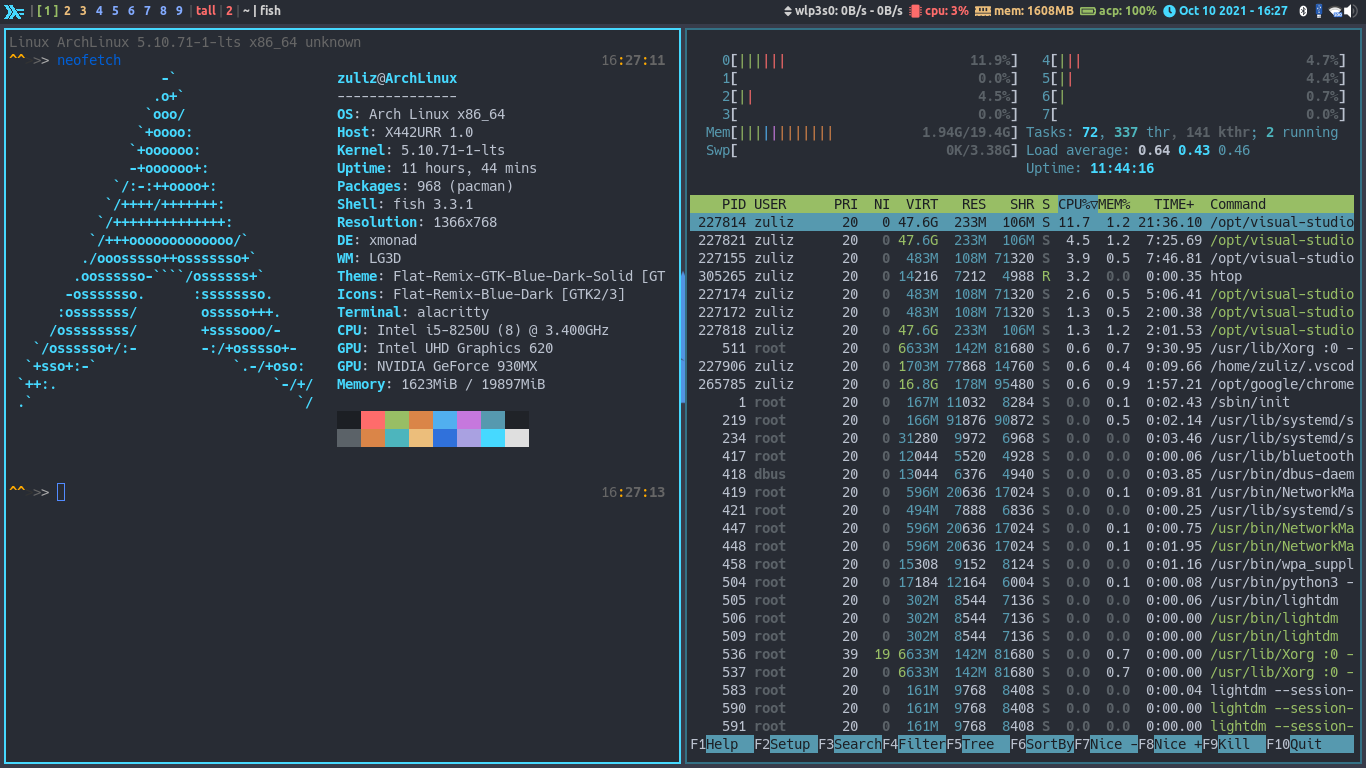 [1] 2 3 4 5 6 7 8 9 | tall | 2 | ~ | fish
wlp3s0: 0B/s - 0B/s cpu: 3% mem: 1608MB acp: 100% Oct 10 2021 - 16:27
Linux ArchLinux 5.10.71-1-lts x86_64 unknown
^^ >> neofetch 16:27:11
-`
.o+`
`ooo/
`+oooo:
`+oooooo:
-+oooooo+:
`/:-:++oooo+:
`/++++/+++++++:
`/++++++++++++++:
`/+++ooooooooooooo/`
./ooosssso++osssssso+`
.oossssso-````/ossssss+`
-osssssso. :ssssssso.
:osssssss/ osssso+++.
/ossssssss/ +ssssooo/-
`/ossssso+/:- -:/+osssso+-
`+sso+:-` `.-/+oso:
`++:. `-/+/
.` `/
zuliz@ArchLinux
---------------
OS: Arch Linux x86_64
Host: X442URR 1.0
Kernel: 5.10.71-1-lts
Uptime: 11 hours, 44 mins
Packages: 968 (pacman)
Shell: fish 3.3.1
Resolution: 1366x768
DE: xmonad
WM: LG3D
Theme: Flat-Remix-GTK-Blue-Dark-Solid [GT
Icons: Flat-Remix-Blue-Dark [GTK2/3]
Terminal: alacritty
CPU: Intel i5-8250U (8) @ 3.400GHz
GPU: Intel UHD Graphics 620
GPU: NVIDIA GeForce 930MX
Memory: 1623MiB / 19897MiB
^^ >> 16:27:13
0[|||||| 11.9%] 4[||| 4.7%]
1[ 0.0%] 5[|| 4.4%]
2[|| 4.5%] 6[| 0.7%]
3[ 0.0%] 7[ 0.0%]
Mem[|||||||||||| 1.94G/19.4G] Tasks: 72, 337 thr, 141 kthr; 2 running
Swp[ 0K/3.38G] Load average: 0.64 0.43 0.46
Uptime: 11:44:16
PID USER PRI NI VIRT RES SHR S CPU%▽MEM% TIME+ Command
227814 zuliz 20 0 47.6G 233M 106M S 11.7 1.2 21:36.10 /opt/visual-studio
227821 zuliz 20 0 47.6G 233M 106M S 4.5 1.2 7:25.69 /opt/visual-studio
227155 zuliz 20 0 483M 108M 71320 S 3.9 0.5 7:46.81 /opt/visual-studio
305265 zuliz 20 0 14216 7212 4988 R 3.2 0.0 0:00.35 htop
227174 zuliz 20 0 483M 108M 71320 S 2.6 0.5 5:06.41 /opt/visual-studio
227172 zuliz 20 0 483M 108M 71320 S 1.3 0.5 2:00.38 /opt/visual-studio
227818 zuliz 20 0 47.6G 233M 106M S 1.3 1.2 2:01.53 /opt/visual-studio
511 root 20 0 6633M 142M 81680 S 0.6 0.7 9:30.95 /usr/lib/Xorg :0 -
227906 zuliz 20 0 1703M 77868 14760 S 0.6 0.4 0:09.66 /home/zuliz/.vscod
265785 zuliz 20 0 16.8G 178M 95480 S 0.6 0.9 1:57.21 /opt/google/chrome
1 root 20 0 167M 11032 8284 S 0.0 0.1 0:02.43 /sbin/init
219 root 20 0 166M 91876 90872 S 0.0 0.5 0:02.14 /usr/lib/systemd/s
234 root 20 0 31280 9972 6968 S 0.0 0.0 0:03.46 /usr/lib/systemd/s
417 root 20 0 12044 5520 4928 S 0.0 0.0 0:00.06 /usr/lib/bluetooth
418 dbus 20 0 13044 6376 4940 S 0.0 0.0 0:03.85 /usr/bin/dbus-daem
419 root 20 0 596M 20636 17024 S 0.0 0.1 0:09.81 /usr/bin/NetworkMa
421 root 20 0 494M 7888 6836 S 0.0 0.0 0:00.25 /usr/lib/systemd/s
447 root 20 0 596M 20636 17024 S 0.0 0.1 0:00.75 /usr/bin/NetworkMa
448 root 20 0 596M 20636 17024 S 0.0 0.1 0:01.95 /usr/bin/NetworkMa
458 root 20 0 15308 9152 8124 S 0.0 0.0 0:01.16 /usr/bin/wpa_suppl
504 root 20 0 17184 12164 6004 S 0.0 0.1 0:00.08 /usr/bin/python3 -
505 root 20 0 302M 8544 7136 S 0.0 0.0 0:00.06 /usr/bin/lightdm
506 root 20 0 302M 8544 7136 S 0.0 0.0 0:00.00 /usr/bin/lightdm
509 root 20 0 302M 8544 7136 S 0.0 0.0 0:00.00 /usr/bin/lightdm
536 root 39 19 6633M 142M 81680 S 0.0 0.7 0:00.00 /usr/lib/Xorg :0 -
537 root 20 0 6633M 142M 81680 S 0.0 0.7 0:00.00 /usr/lib/Xorg :0 -
583 root 20 0 161M 9768 8408 S 0.0 0.0 0:00.04 lightdm --session-
590 root 20 0 161M 9768 8408 S 0.0 0.0 0:00.00 lightdm --session-
591 root 20 0 161M 9768 8408 S 0.0 0.0 0:00.00 lightdm --session-
F1Help F2Setup F3SearchF4FilterF5Tree F6SortByF7Nice -F8Nice +F9Kill F10Quit